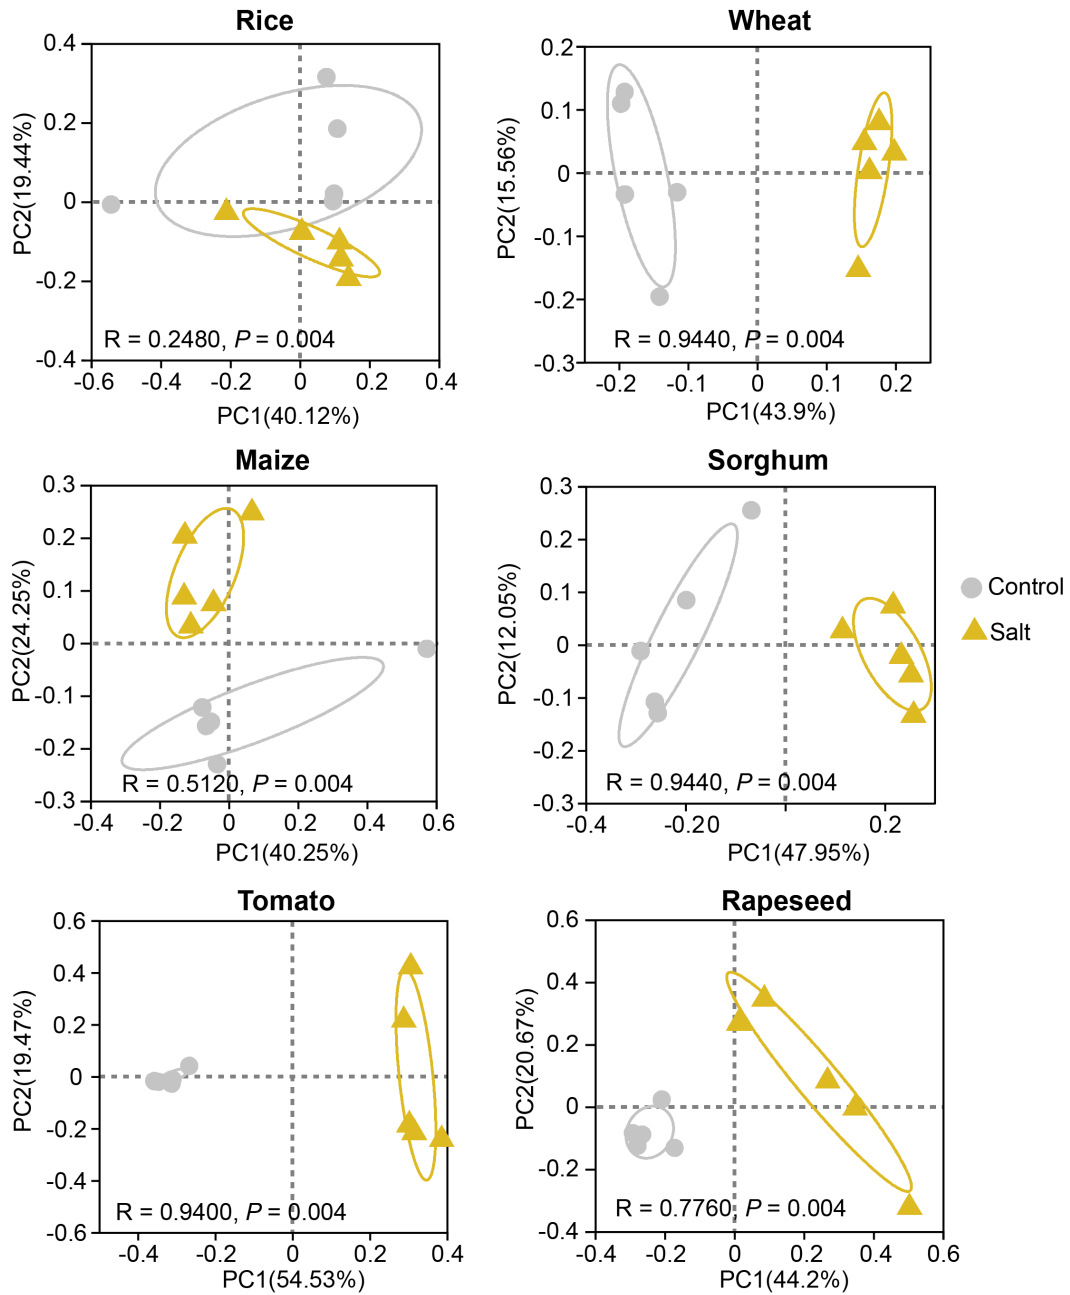 Rice
0.4
0.2
0
-0.2
-0.4
PC2(19.44%)
R = 0.2480, P = 0.004
-0.6
-0.2
0
0.2
0.4
PC1(40.12%)
Wheat
0.2
0.1
0
-0.1
-0.2
-0.3
PC2(15.56%)
R = 0.9440, P = 0.004
-0.2
-0.1
0
0.1
0.2
PC1(43.9%)
Maize
0.3
0.2
0.1
0
-0.1
-0.2
-0.3
PC2(24.25%)
R = 0.5120, P = 0.004
-0.4
-0.2
0
0.2
0.4
0.6
PC1(40.25%)
Sorghum
0.3
0.2
0.1
0
-0.1
-0.2
-0.3
PC2(12.05%)
R = 0.9440, P = 0.004
-0.4
-0.20
0
0.2
PC1(47.95%)
Control
Salt
Tomato
0.6
0.4
0.2
0
-0.2
-0.4
-0.6
PC2(19.47%)
R = 0.9400, P = 0.004
-0.4
-0.2
0
0.2
0.4
PC1(54.53%)
Rapeseed
0.6
0.4
0.2
0
-0.2
-0.4
PC2(20.67%)
R = 0.7760, P = 0.004
-0.4
-0.2
0
0.2
0.4
0.6
PC1(44.2%)